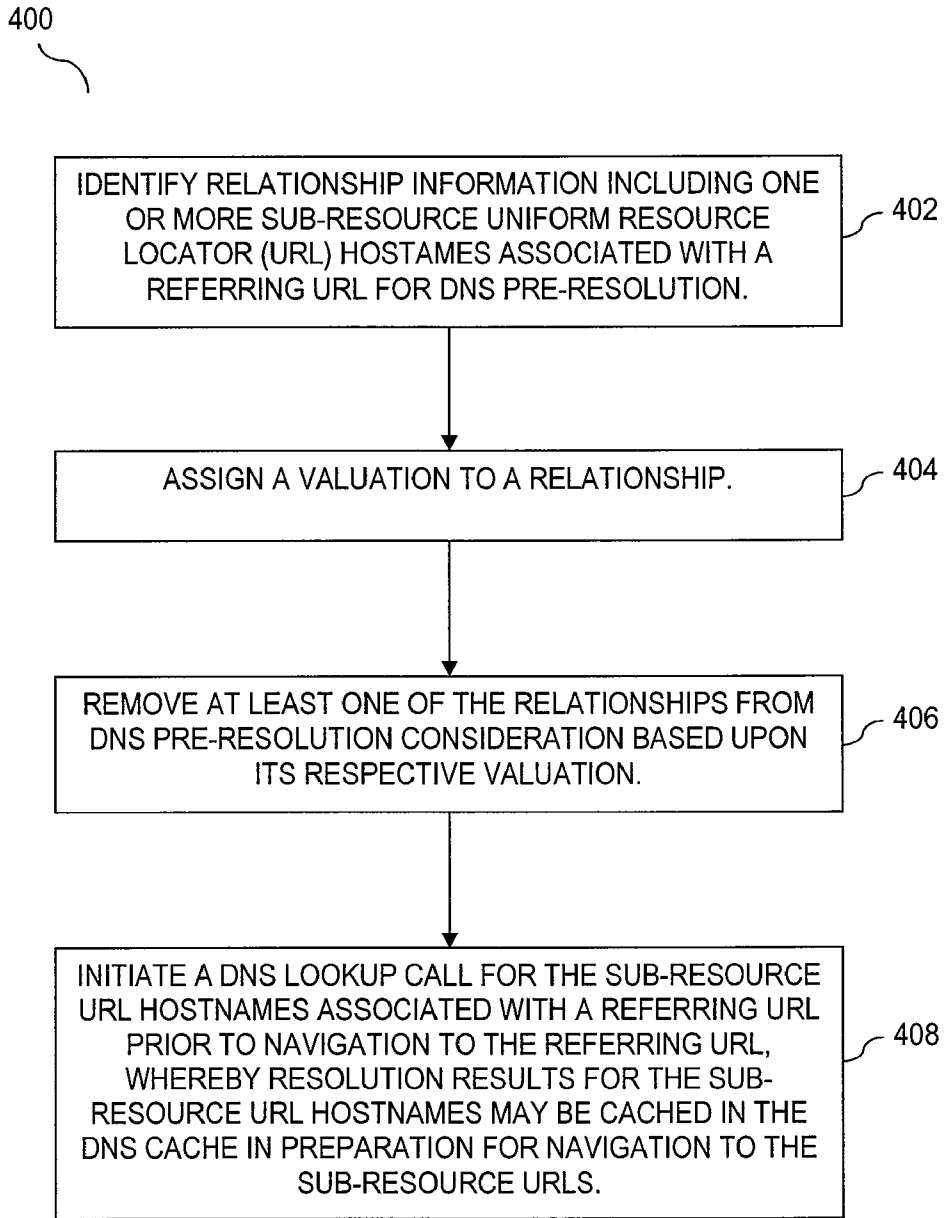 400
IDENTIFY RELATIONSHIP INFORMATION INCLUDING ONE
OR MORE SUB-RESOURCE UNIFORM RESOURCE
LOCATOR (URL) HOSTAMES ASSOCIATED WITH A
REFERRING URL FOR DNS PRE-RESOLUTION.
402
ASSIGN A VALUATION TO A RELATIONSHIP.
404
REMOVE AT LEAST ONE OF THE RELATIONSHIPS FROM
DNS PRE-RESOLUTION CONSIDERATION BASED UPON
ITS RESPECTIVE VALUATION.
406
INITIATE A DNS LOOKUP CALL FOR THE SUB-RESOURCE
URL HOSTNAMES ASSOCIATED WITH A REFERRING URL
PRIOR TO NAVIGATION TO THE REFERRING URL,
WHEREBY RESOLUTION RESULTS FOR THE SUB-
RESOURCE URL HOSTNAMES MAY BE CACHED IN THE
DNS CACHE IN PREPARATION FOR NAVIGATION TO THE
SUB-RESOURCE URLS.
408